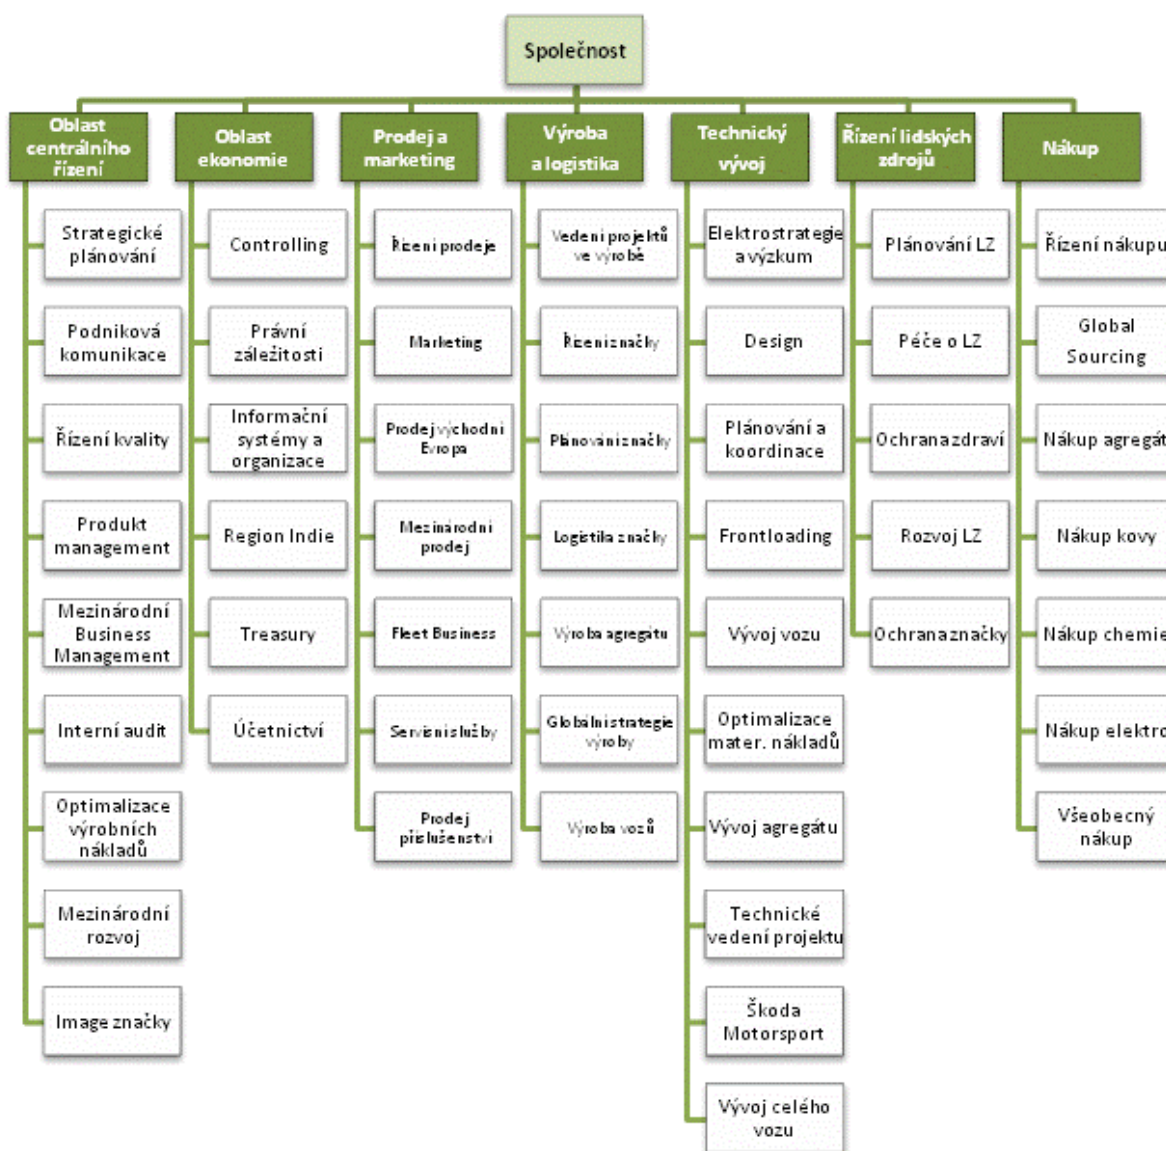 Společnost
Oblast
centrálního
řízení
Strategické
plánování
Podniková
komunikace
Řízení kvality
Produkt
management
Mezinárodní
Business
Management
Interní audit
Optimalizace
výrobních
nákladů
Mezinárodní
rozvoj
Image značky
Oblast
ekonomie
Controlling
Právní
záležitosti
Informační
systémy a
organizace
Region Indie
Treasury
Účetnictví
Prodej a
marketing
Řízení prodeje
Marketing
Prodej východní
Evropa
Mezinárodní
prodej
Fleet Business
Servisní služby
Prodej
příslušenství
Výroba
a logistika
Vedení projektů
ve výrobě
Řízení značky
Plánování značky
Logistika značky
Výroba agregátu
Globální strategie
výroby
Výroba vozů
Technický
vývoj
Elektrostrategie
a výzkum
Design
Plánování a
koordinace
Frontloading
Vývoj vozu
Optimalizace
mater. nákladů
Vývoj agregátu
Technické
vedení projektu
Škoda
Motorsport
Vývoj celého
vozu
Řízení lidských
zdrojů
Plánování LZ
Péče o LZ
Ochrana zdraví
Rozvoj LZ
Ochrana značky
Nákup
Řízení nákupu
Global
Sourcing
Nákup agregát
Nákup kovy
Nákup chemie
Nákup elektro
Všeobecný
nákup